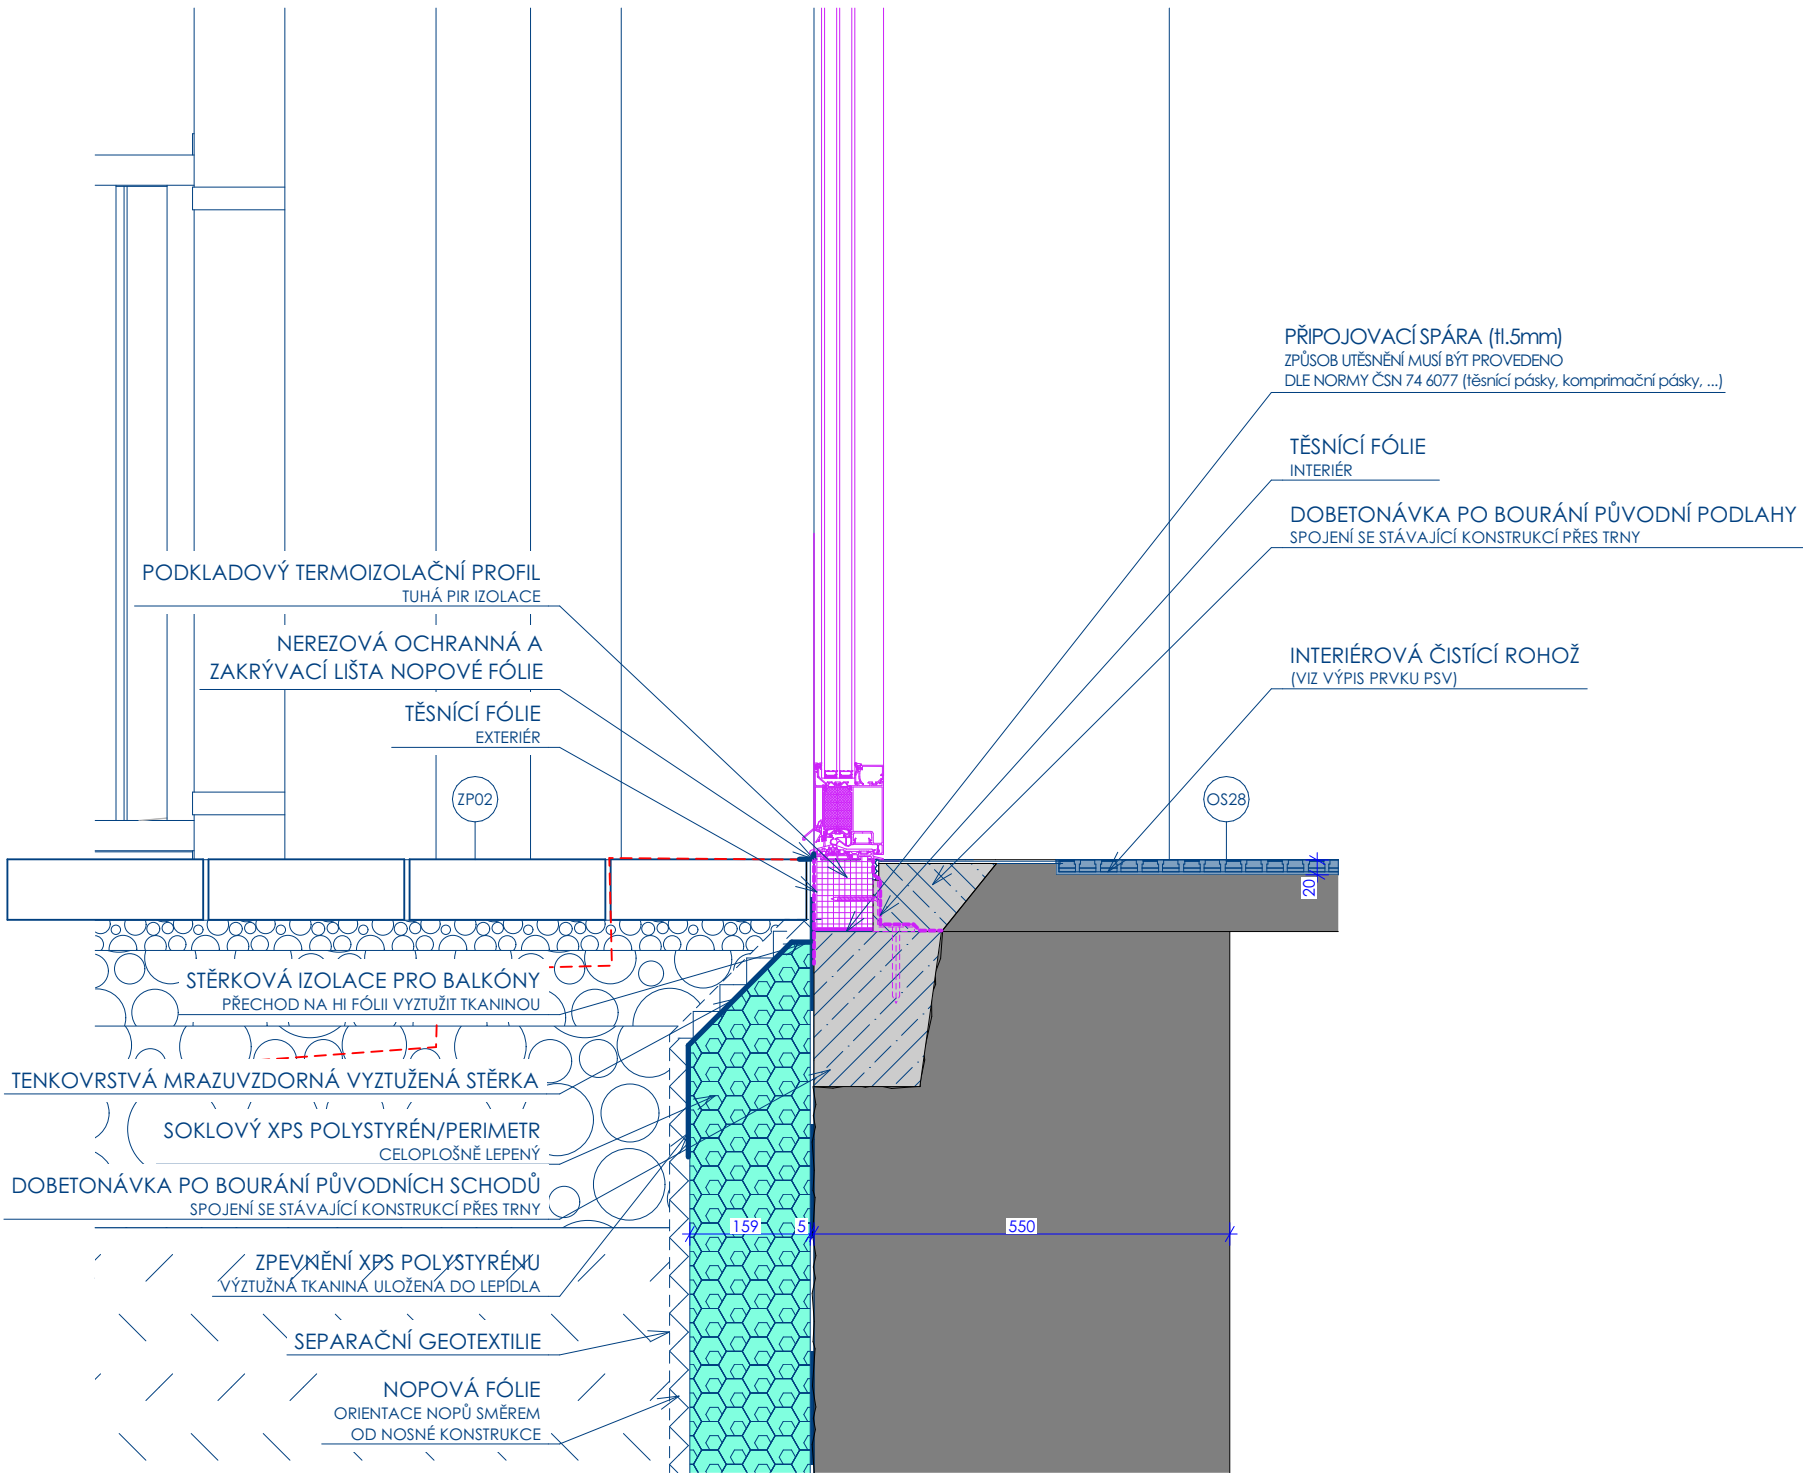 PŘIPOJOVACÍ SPÁRA (tl.5mm)
ZPŮSOB UTĚSNĚNÍ MUSÍ BÝT PROVEDENO
DLE NORMY ČSN 74 6077 (těsnící pásky, komprimační pásky, ...)
TĚSNÍCÍ FÓLIE
INTERIÉR
DOBETONÁVKA PO BOURÁNÍ PŮVODNÍ PODLAHY
SPOJENÍ SE STÁVAJÍCÍ KONSTRUKCÍ PŘES TRNY
INTERIÉROVÁ ČISTÍCÍ ROHOŽ
(VIZ VÝPIS PRVKU PSV)
PODKLADOVÝ TERMOIZOLAČNÍ PROFIL
TUHÁ PIR IZOLACE
NEREZOVÁ OCHRANNÁ A
ZAKRÝVACÍ LIŠTA NOPOVÉ FÓLIE
TĚSNÍCÍ FÓLIE
EXTERIÉR
ZP02
OS28
20
STĚRKOVÁ IZOLACE PRO BALKÓNY
PŘECHOD NA HI FÓLII VYZTUŽIT TKANINOU
TENKOVRSTVÁ MRAZUVZDORNÁ VYZTUŽENÁ STĚRKA
SOKLOVÝ XPS POLYSTYRÉN/PERIMETR
CELOPLOŠNĚ LEPENÝ
DOBETONÁVKA PO BOURÁNÍ PŮVODNÍCH SCHODŮ
SPOJENÍ SE STÁVAJÍCÍ KONSTRUKCÍ PŘES TRNY
159 5 550
ZPEVNĚNÍ XPS POLYSTYRÉNU
VÝZTUŽNÁ TKANINA ULOŽENA DO LEPIDLA
SEPARAČNÍ GEOTEXTILIE
NOPOVÁ FÓLIE
ORIENTACE NOPŮ SMĚREM
OD NOSNÉ KONSTRUKCE